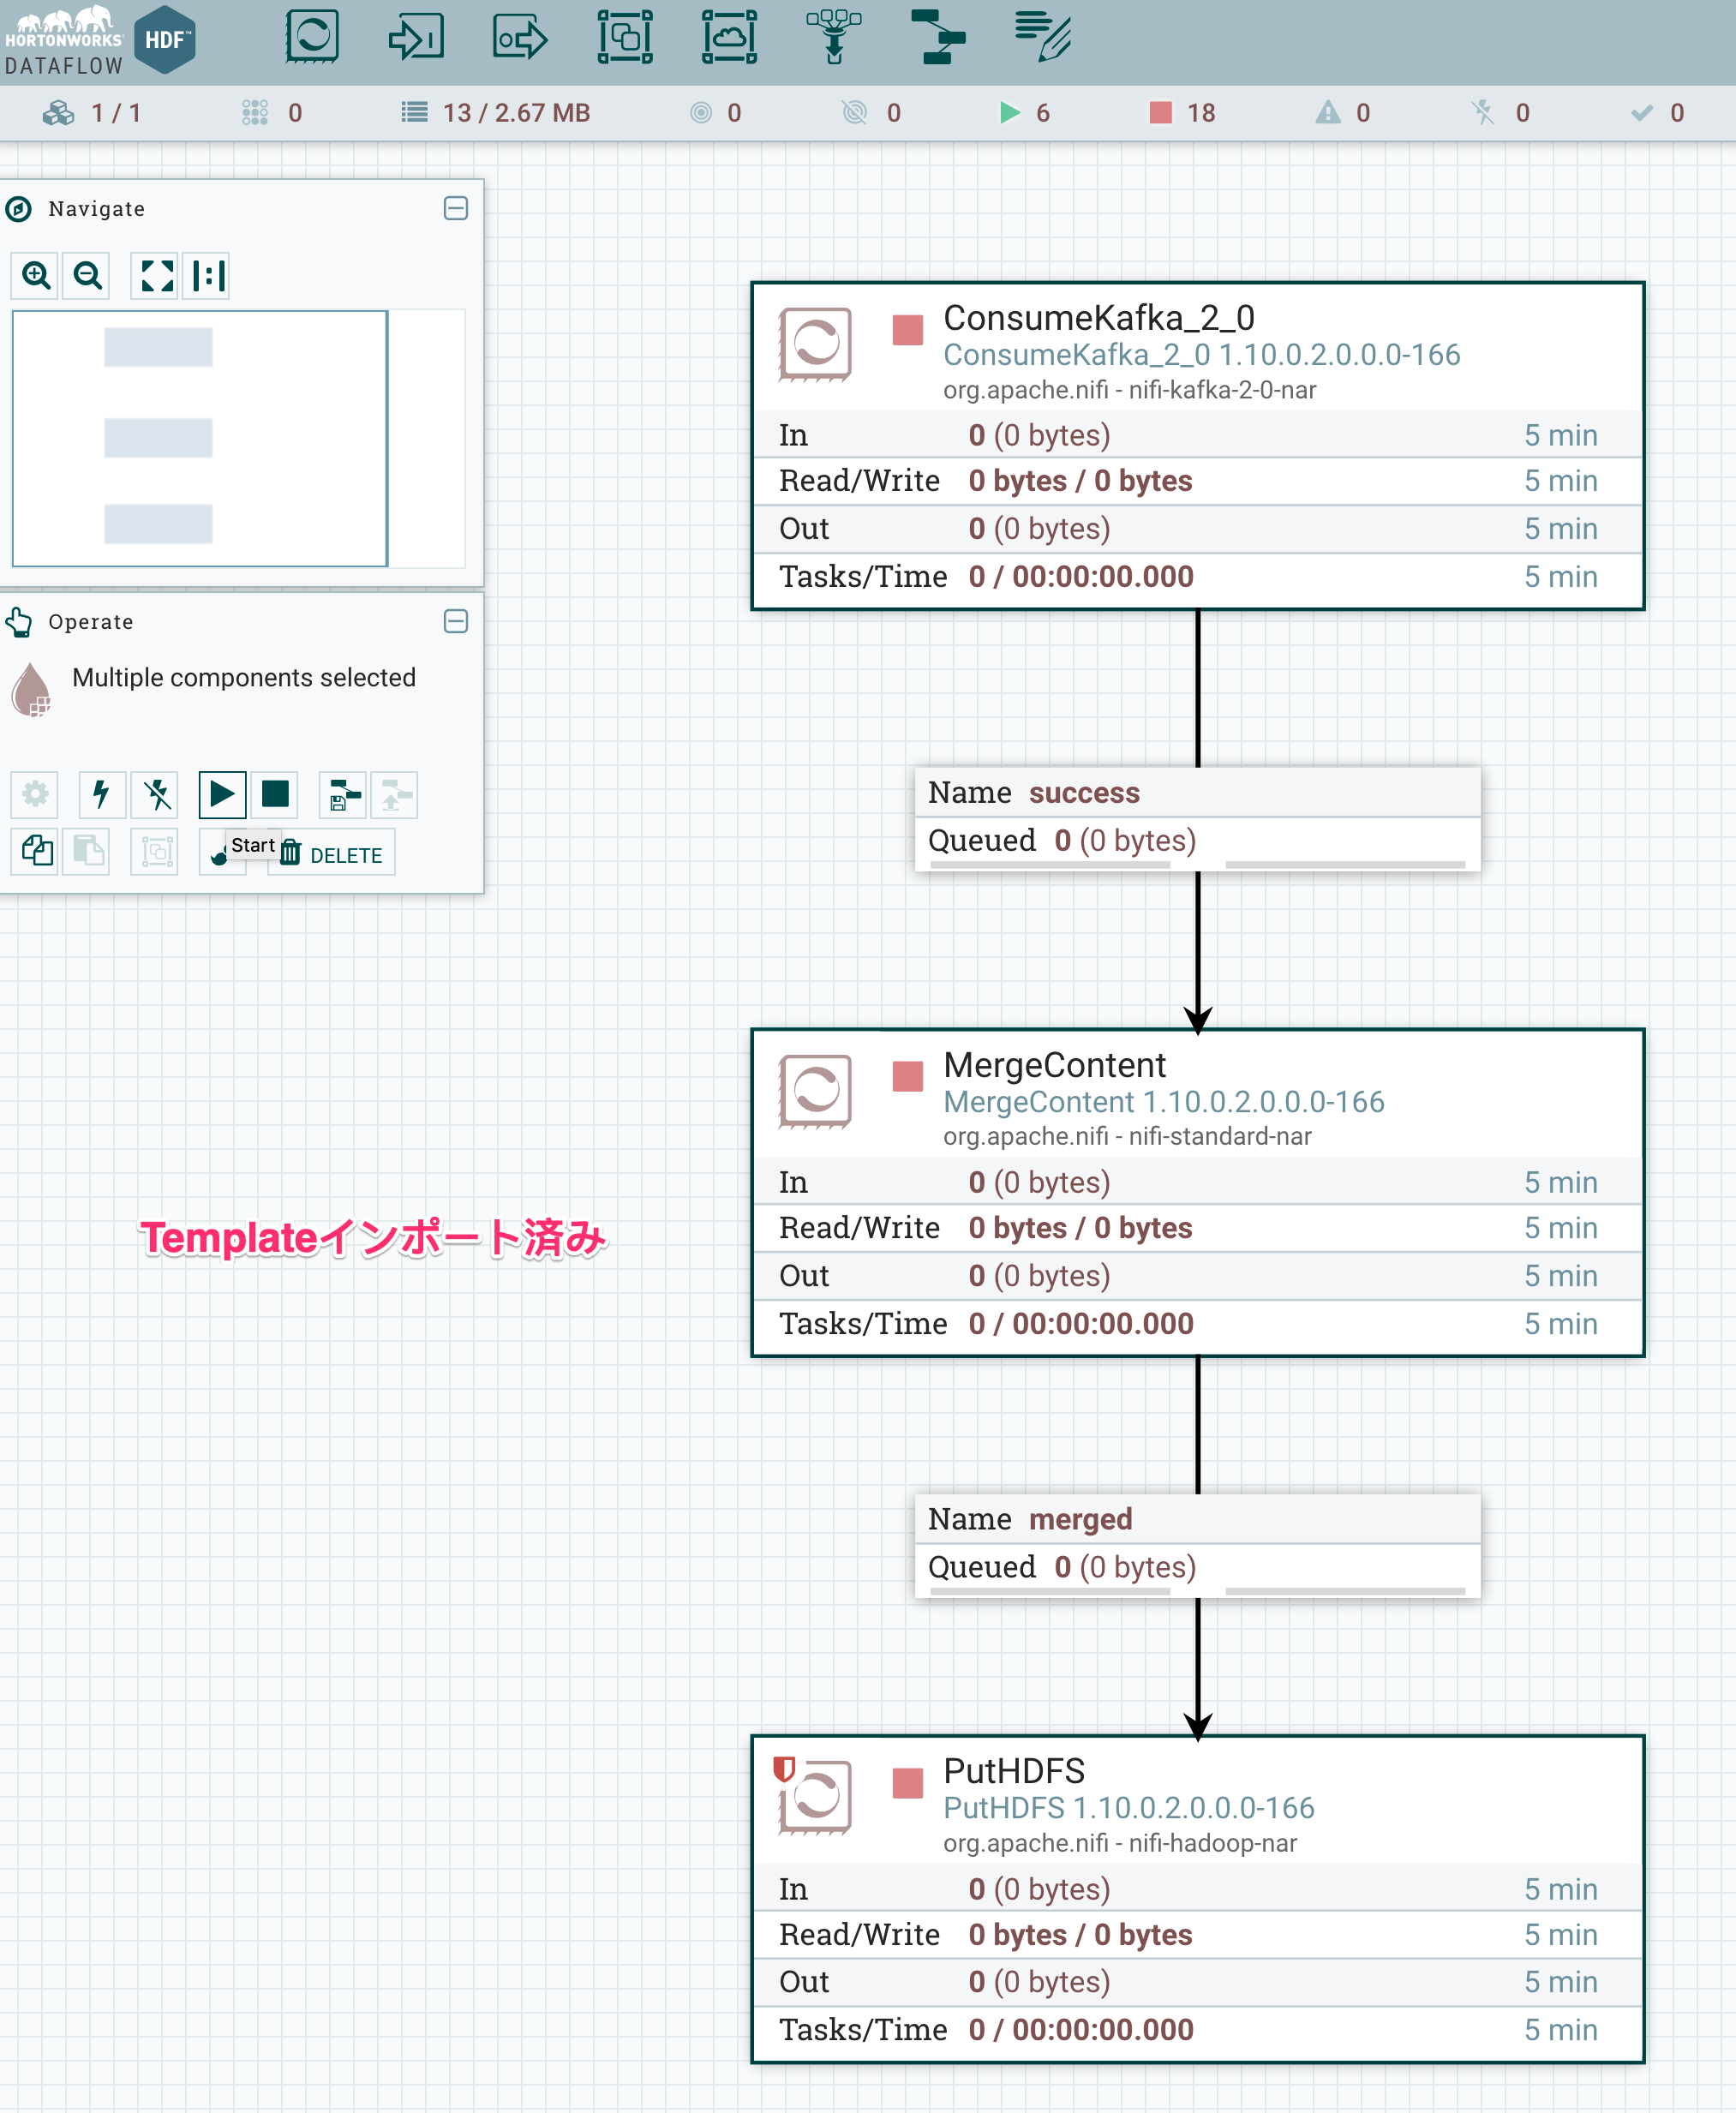 HORTONWORKS
DATAFLOW
HDF™
1 / 1
0
13 / 2.67 MB
0
0
6
18
0
0
0
Navigate
Operate
Multiple components selected
Start
DELETE
Templateインポート済み
ConsumeKafka_2_0
ConsumeKafka_2_0 1.10.0.2.0.0.0-166
org.apache.nifi - nifi-kafka-2-0-nar
In 0 (0 bytes) 5 min
Read/Write 0 bytes / 0 bytes 5 min
Out 0 (0 bytes) 5 min
Tasks/Time 0 / 00:00:00.000 5 min
Name success
Queued 0 (0 bytes)
MergeContent
MergeContent 1.10.0.2.0.0.0-166
org.apache.nifi - nifi-standard-nar
In 0 (0 bytes) 5 min
Read/Write 0 bytes / 0 bytes 5 min
Out 0 (0 bytes) 5 min
Tasks/Time 0 / 00:00:00.000 5 min
Name merged
Queued 0 (0 bytes)
PutHDFS
PutHDFS 1.10.0.2.0.0.0-166
org.apache.nifi - nifi-hadoop-nar
In 0 (0 bytes) 5 min
Read/Write 0 bytes / 0 bytes 5 min
Out 0 (0 bytes) 5 min
Tasks/Time 0 / 00:00:00.000 5 min